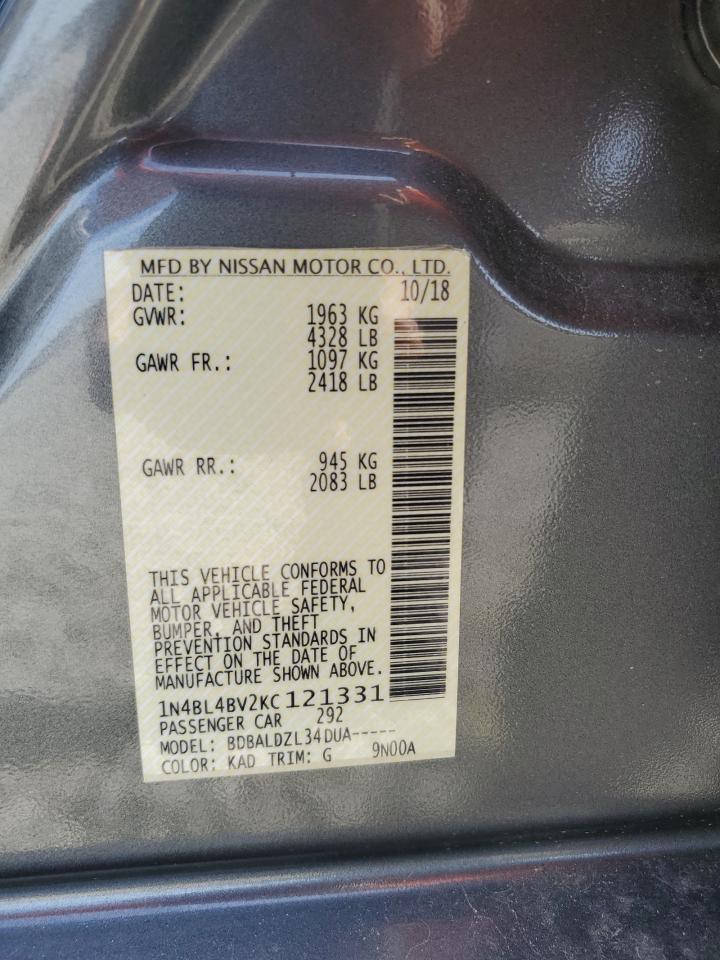 MFD BY NISSAN MOTOR CO., LTD.
DATE: 10/18
GVWR: 1963 KG
4328 LB
GAWR FR.: 1097 KG
2418 LB
GAWR RR.: 945 KG
2083 LB
THIS VEHICLE CONFORMS TO
ALL APPLICABLE FEDERAL
MOTOR VEHICLE SAFETY,
BUMPER, AND THEFT
PREVENTION STANDARDS IN
EFFECT ON THE DATE OF
MANUFACTURE SHOWN ABOVE.
1N4BL4BV2KC121331
PASSENGER CAR 292
MODEL: BDBALDZL34DUA-----
COLOR: KAD TRIM: G 9N00A